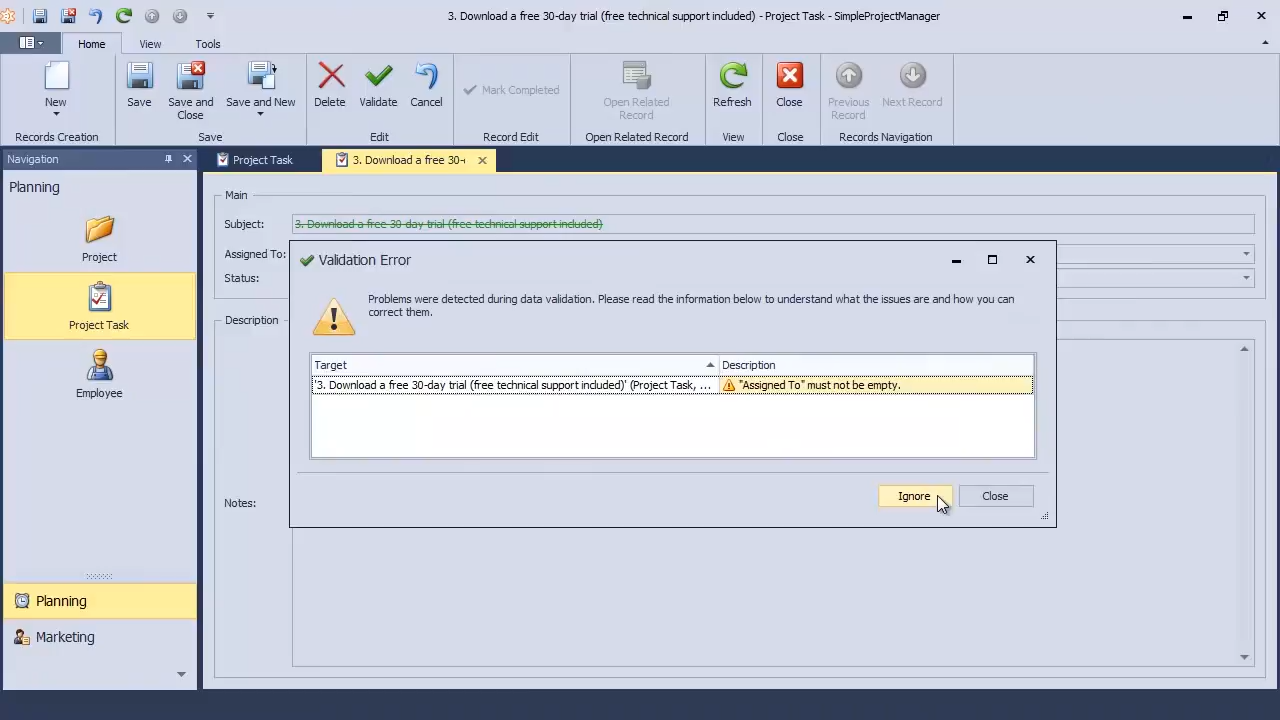 3. Download a free 30-day trial (free technical support included) - Project Task - SimpleProjectManager
Home View Tools
New Save Save and Close Save and New Delete Validate Cancel Mark Completed Open Related Record Refresh Close Previous Record Next Record
Records Creation Save Edit Record Edit Open Related Record View Close Records Navigation
Navigation
Project Task 3. Download a free 30-
Planning
Project
Project Task
Employee
Planning
Marketing
Main
Subject: 3. Download a free 30-day trial (free technical support included)
Assigned To:
Status:
Description
Notes:
Validation Error
Problems were detected during data validation. Please read the information below to understand what the issues are and how you can
correct them.
Target Description
'3. Download a free 30-day trial (free technical support included)' (Project Task, ... "Assigned To" must not be empty.
Ignore Close